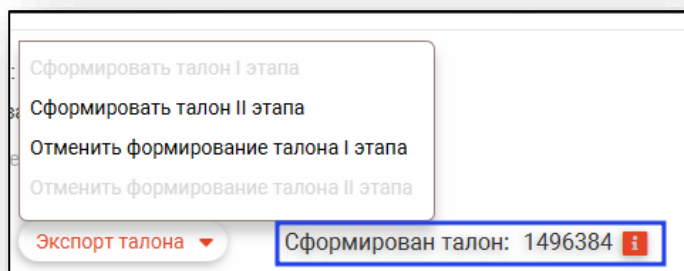 Сформировать талон I этапа
Сформировать талон II этапа
Отменить формирование талона I этапа
Отменить формирование талона II этапа
Экспорт талона
Сформирован талон: 1496384